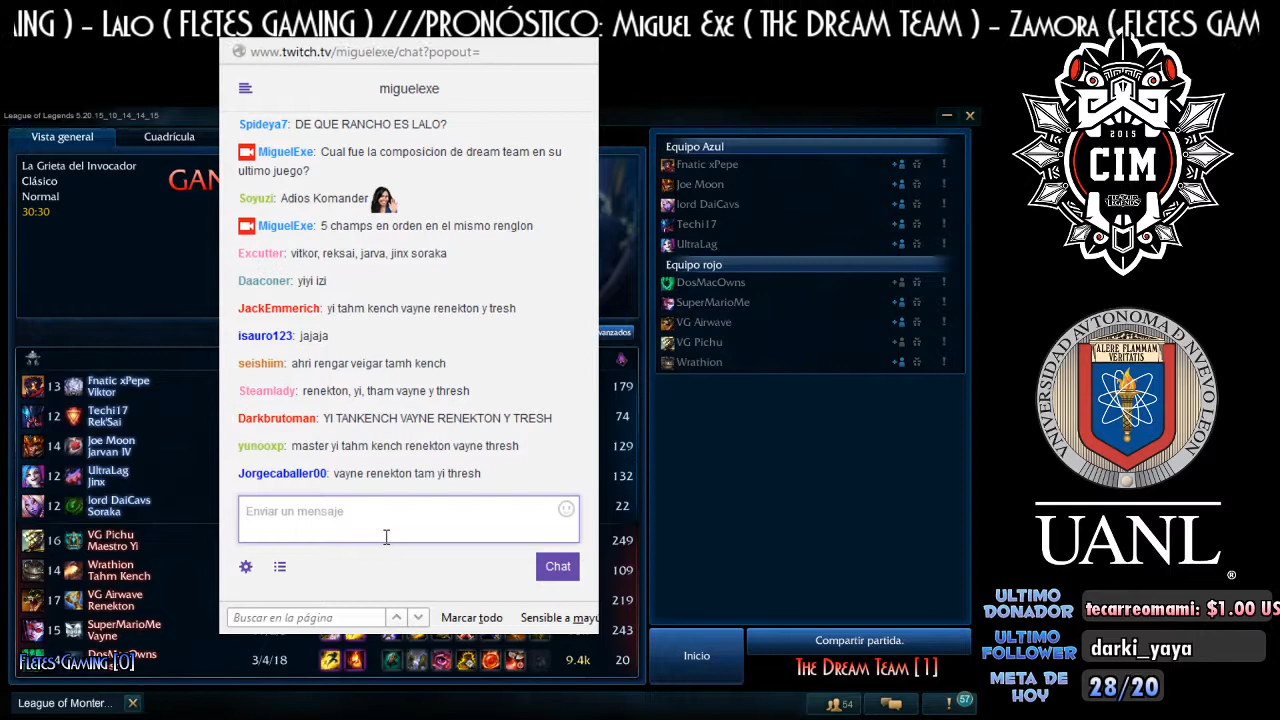 ING ) – Lalo ( FLETES GAMING ) ///PRONÓSTICO: Miguel Exe ( THE DREAM TEAM ) – Zamora ( FLETES GAM
www.twitch.tv/miguelexe/chat?popout=
miguelexe
Spideya7: DE QUE RANCHO ES LALO?
MiguelExe: Cual fue la composicion de dream team en su
ultimo juego?
Soyuzi: Adios Komander
MiguelExe: 5 champs en orden en el mismo renglon
Excutter: vitkor, reksai, jarva, jinx soraka
Daaconer: yiyi izi
JackEmmerich: yi tahm kench vayne renekton y tresh
isauro123: jajaja
seishiim: ahri rengar veigar tamh kench
Steamlady: renekton, yi, tham vayne y thresh
Darkbrutoman: YI TANKENCH VAYNE RENEKTON Y TRESH
yunooxp: master yi tahm kench renekton vayne thresh
Jorgecaballer00: vayne renekton tam yi thresh
Enviar un mensaje
Chat
Buscar en la página
Marcar todo
Sensible a mayú
League of Legends 5.20.15_10_14_14_15
Vista general
Cuadrícula
La Grieta del Invocador
Clásico
Normal
30:30
GAN
vanzados
13 Fnatic xPepe 179
Viktor
12 Techi17 74
Rek'Sai
14 Joe Moon 129
Jarvan IV
12 UltraLag 132
Jinx
12 lord DaiCavs 22
Soraka
16 VG Pichu 249
Maestro Yi
14 Wrathion 109
Tahm Kench
17 VG Airwave 219
Renekton
15 SuperMarioMe 243
Vayne
DosMacOwns
Fletes Gaming [0]
3/4/18
9.4k
20
League of Monter...
Equipo Azul
Fnatic xPepe
Joe Moon
lord DaiCavs
Techi17
UltraLag
Equipo rojo
DosMacOwns
SuperMarioMe
VG Airwave
VG Pichu
Wrathion
Inicio
Compartir partida.
The Dream Team [1]
64
57
2015
CIM
LEAGUE
LEGENDS
UNIVERSIDAD AVTONOMA DE NVEVO LEON
ALERE FLAMMAM
VERITATIS
UANL
®
ULTIMO
DONADOR
tecarreomami: $1.00 US
ULTIMO
FOLLOWER
darki_yaya
META DE
HOY
28/20